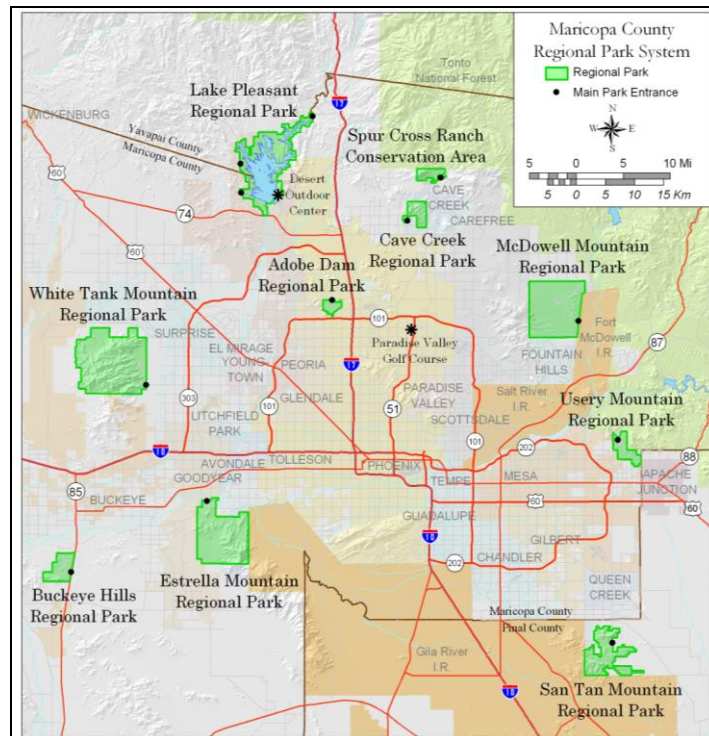 Maricopa County
Regional Park System
Regional Park
Main Park Entrance
N
W E
S
5 0 5 10 Mi
5 0 5 10 15 Km
Tonto
National Forest
17
Lake Pleasant
Regional Park
WICKENBURG
Yavapai County
Maricopa County
60
Spur Cross Ranch
Conservation Area
Desert
Outdoor
Center
CAVE
CREEK
CAREFREE
74
60
Cave Creek
Regional Park
McDowell Mountain
Regional Park
Adobe Dam
Regional Park
White Tank Mountain
Regional Park
SURPRISE
101
Paradise Valley
Golf Course
Fort
McDowell
I.R.
87
EL MIRAGE
YOUNG
TOWN
PEORIA
17
FOUNTAIN
HILLS
GLENDALE
PARADISE
VALLEY
Salt River
I.R.
Usery Mountain
Regional Park
303
LITCHFIELD
PARK
101
51
SCOTTSDALE
101
202
10
AVONDALE
TOLLESON
PHOENIX
GOODYEAR
TEMPE
MESA
88
APACHE
JUNCTION
85
BUCKEYE
60
60
GUADALUPE
10
GILBERT
CHANDLER
202
Buckeye Hills
Regional Park
Estrella Mountain
Regional Park
QUEEN
CREEK
Maricopa County
Pinal County
Gila River
I.R.
10
San Tan Mountain
Regional Park